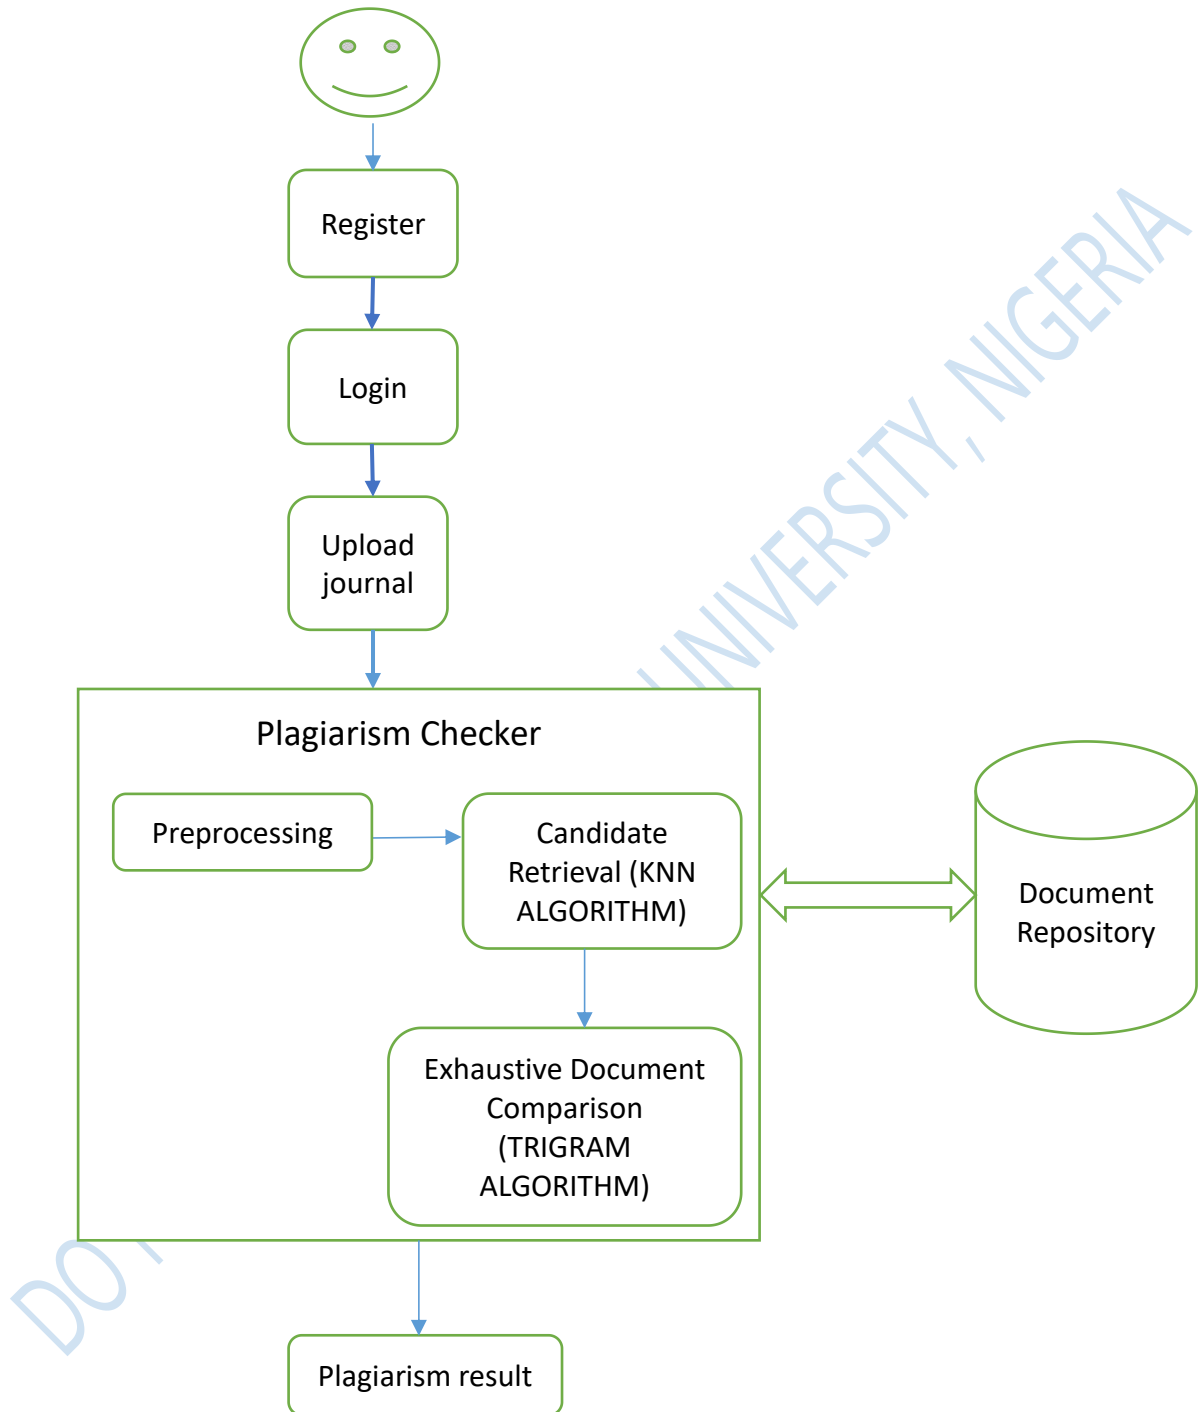 Register
Login
Upload
journal
Plagiarism Checker
Preprocessing
Candidate
Retrieval (KNN
ALGORITHM)
Document
Repository
Exhaustive Document
Comparison
(TRIGRAM
ALGORITHM)
Plagiarism result
DO
UNIVERSITY, NIGERIA